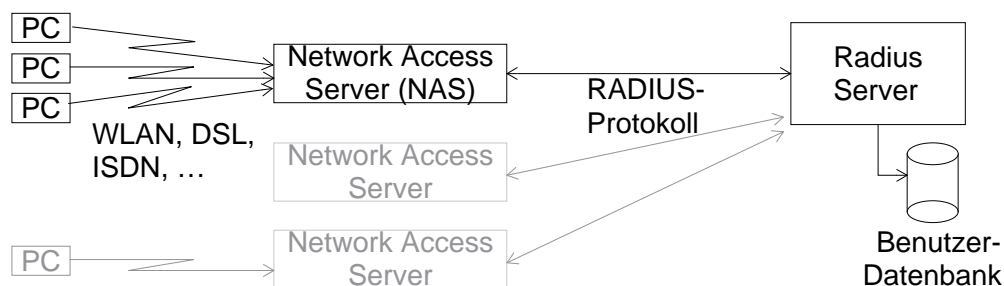 PC
PC
PC
Network Access
Server (NAS)
WLAN, DSL,
ISDN, …
RADIUS-
Protokoll
Radius
Server
Network Access
Server
PC
Network Access
Server
Benutzer-
Datenbank